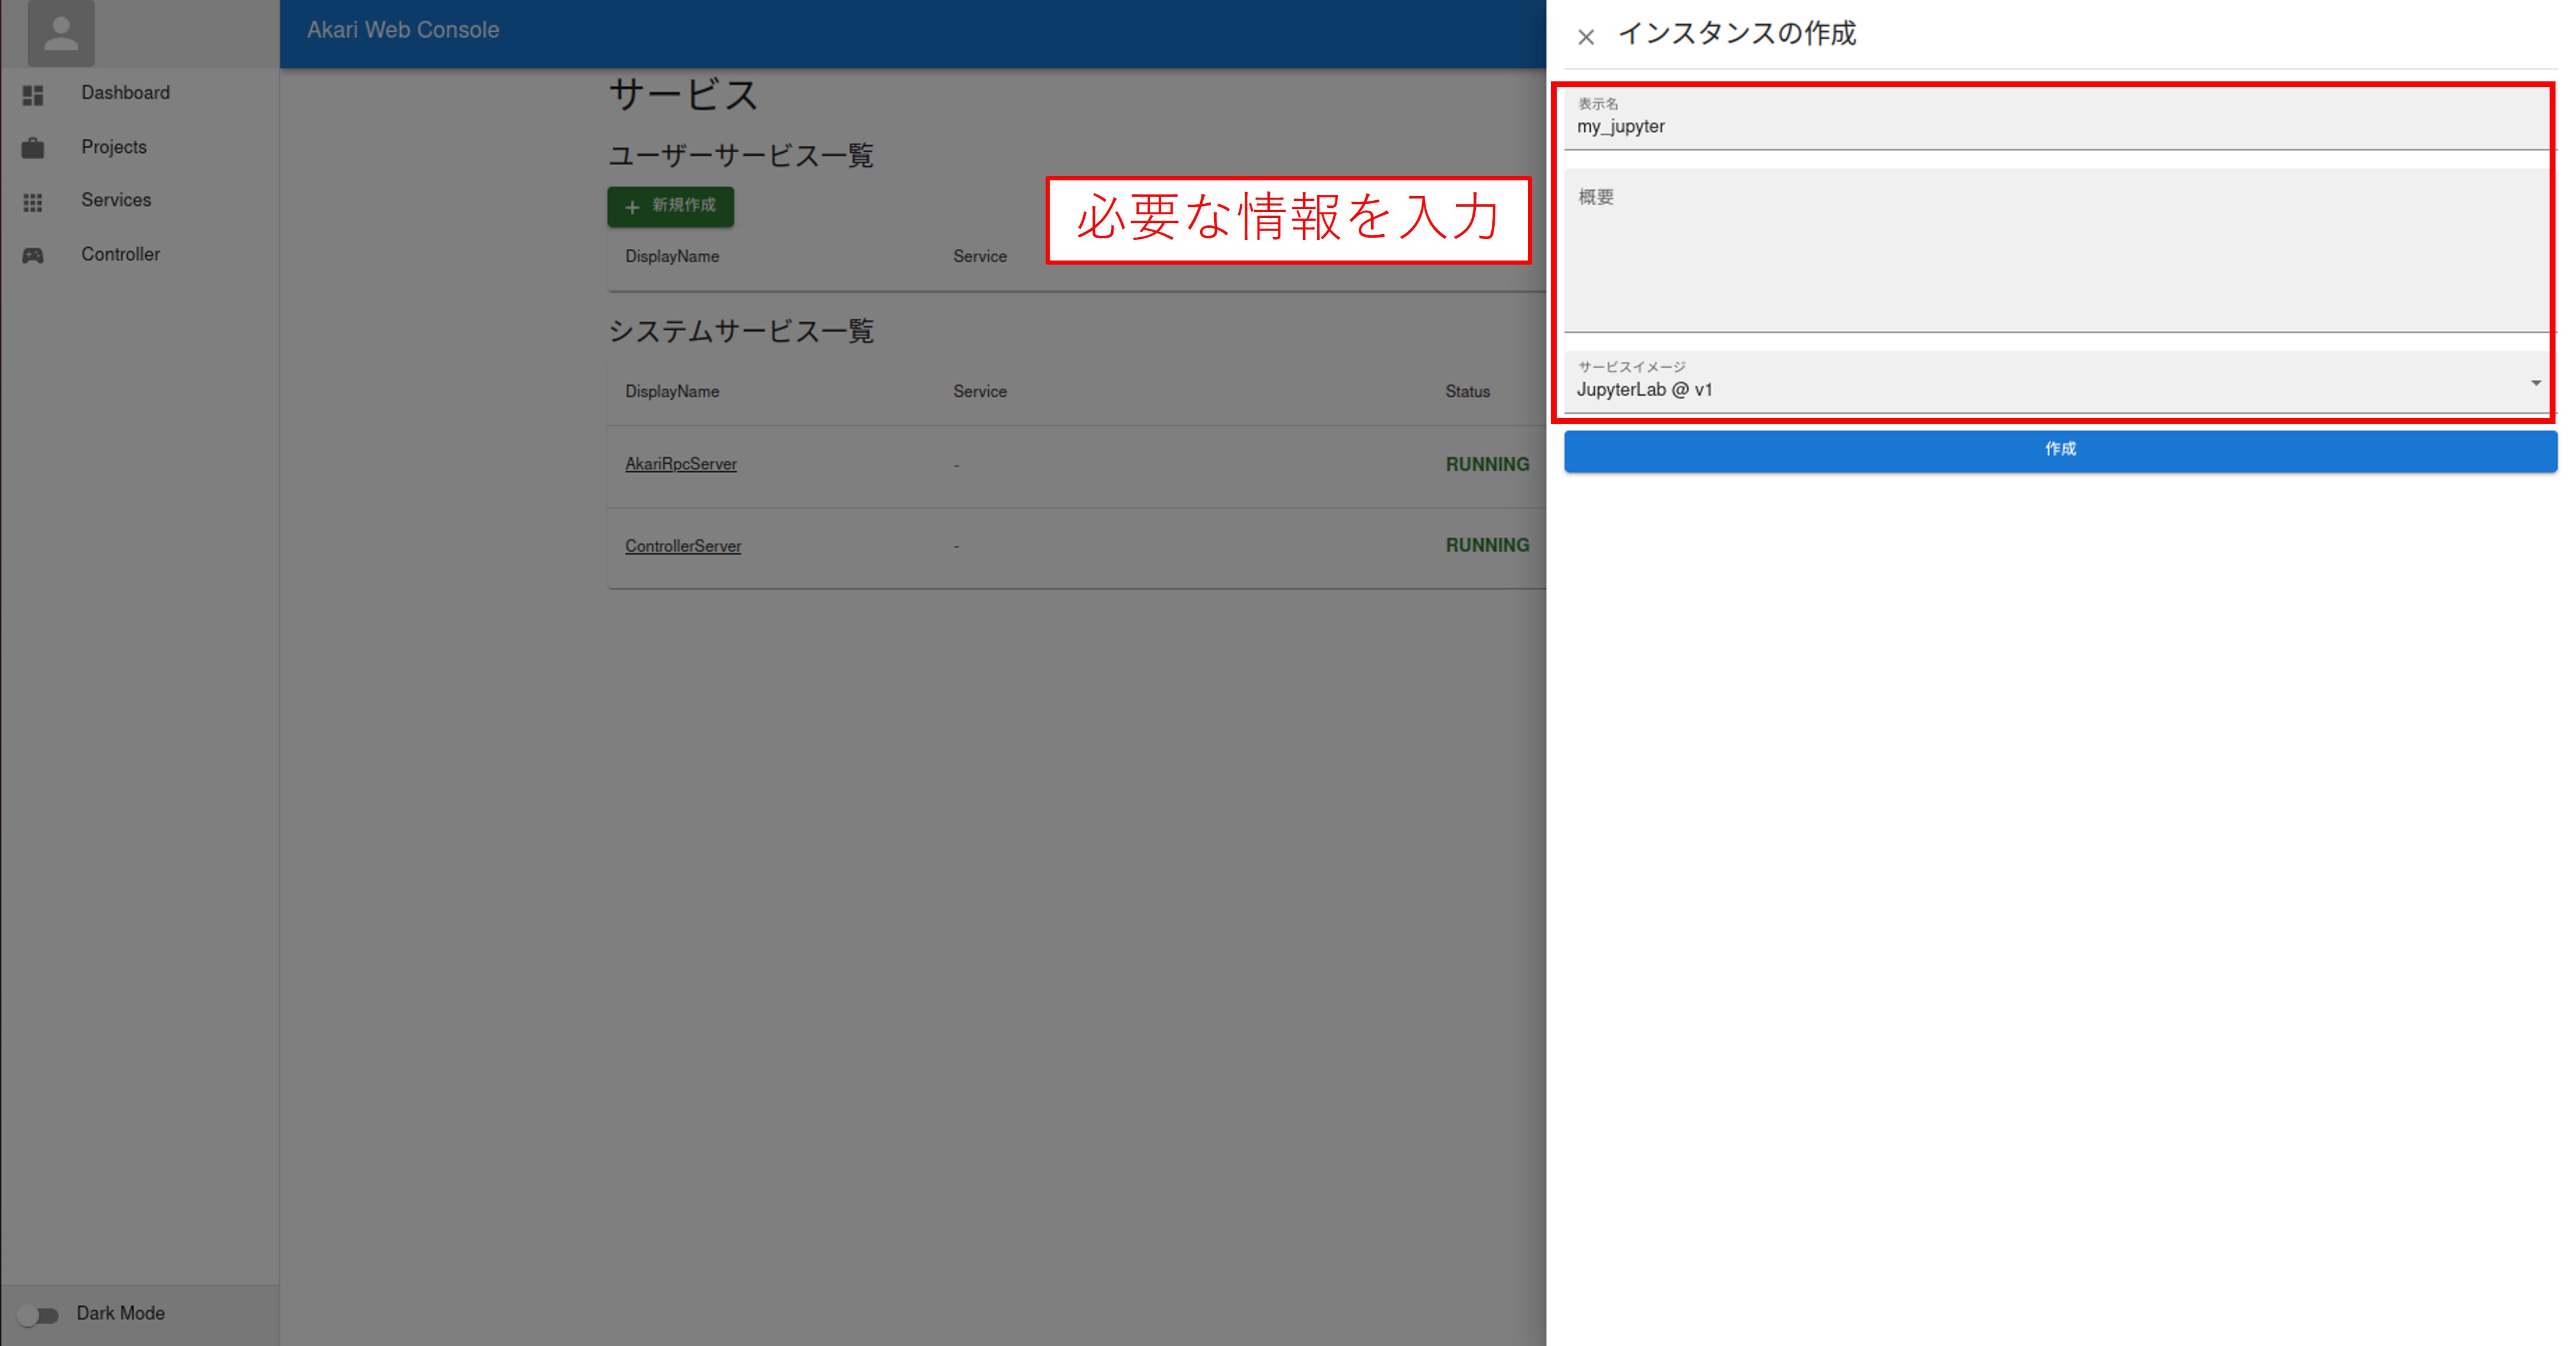 Dashboard
Projects
Services
Controller
Dark Mode
Akari Web Console
サービス
ユーザーサービス一覧
新規作成
DisplayName Service
必要な情報を入力
システムサービス一覧
DisplayName Service Status
AkariRpcServer - RUNNING
ControllerServer - RUNNING
インスタンスの作成
表示名
my_jupyter
概要
サービスイメージ
JupyterLab @ v1
作成